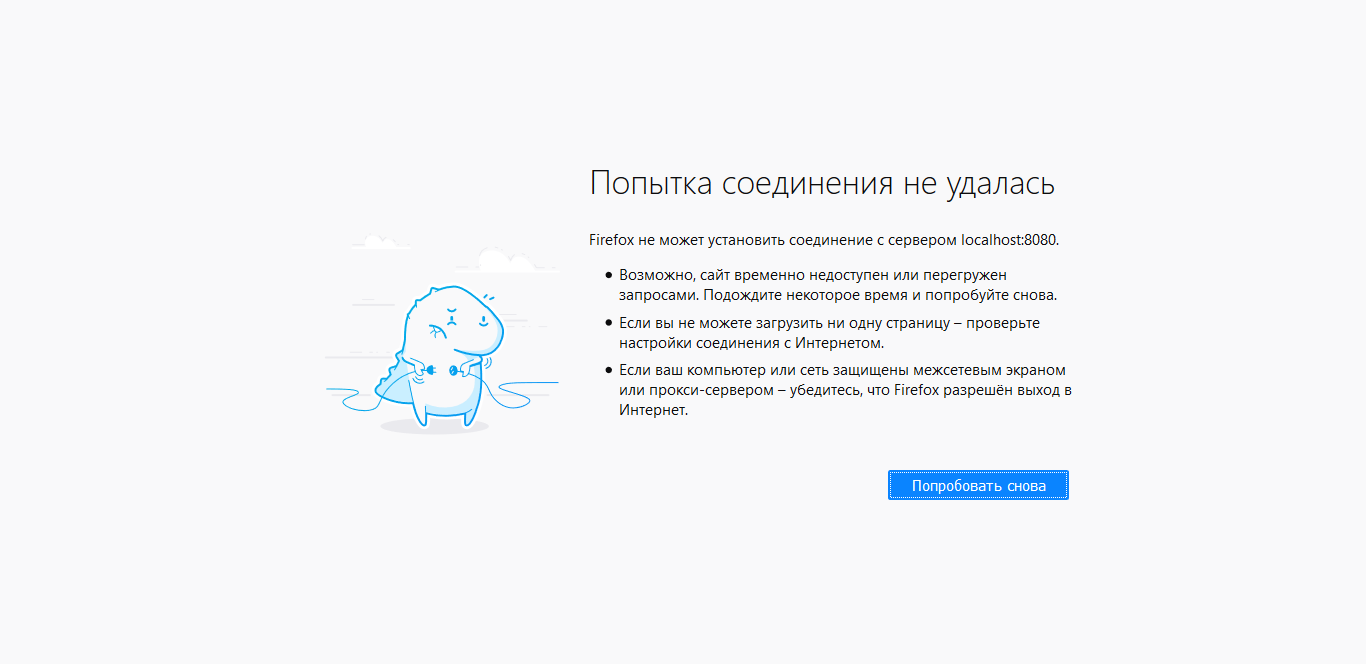 Попытка соединения не удалась
Firefox не может установить соединение с сервером localhost:8080.
Возможно, сайт временно недоступен или перегружен
запросами. Подождите некоторое время и попробуйте снова.
Если вы не можете загрузить ни одну страницу – проверьте
настройки соединения с Интернетом.
Если ваш компьютер или сеть защищены межсетевым экраном
или прокси-сервером – убедитесь, что Firefox разрешён выход в
Интернет.
Попробовать снова